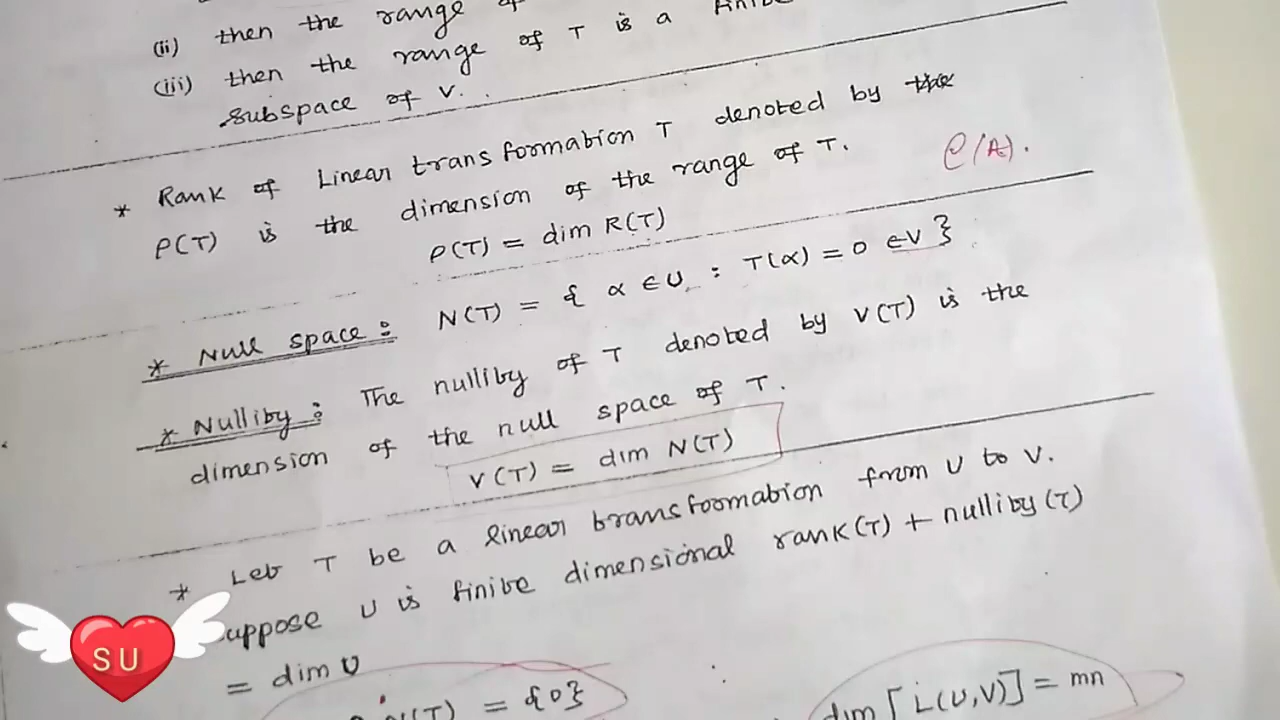 (ii) then the range of
(iii) then the range of T is a finite
subspace of V.
* Rank of Linear transformation T denoted by the
ρ(T) is the dimension of the range of T.
ρ(A).
ρ(T) = dim R(T)
* Null space : N(T) = { α ∈ U : T(α) = 0 ∈ V }
* Nullity : The nullity of T denoted by ν(T) is the
dimension of the null space of T.
ν(T) = dim N(T)
* Let T be a linear transformation from U to V.
suppose U is finite dimensional rank(T) + nullity(T)
= dim U
N(T) = {0}
dim [L(U,V)] = mn
SU